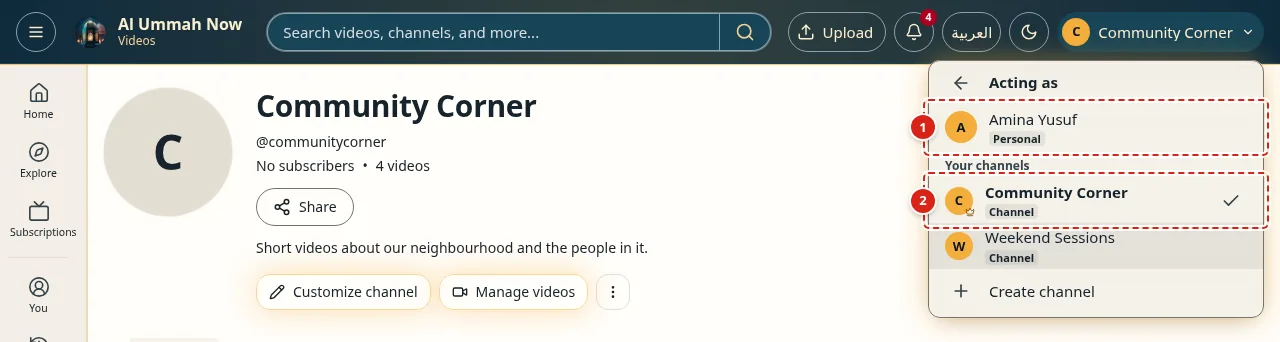 Al Ummah Now
Videos
Search videos, channels, and more...
Upload
4
العربية
C
Community Corner
Home
Explore
Subscriptions
You
C
Community Corner
@communitycorner
No subscribers • 4 videos
Share
Short videos about our neighbourhood and the people in it.
Customize channel
Manage videos
Acting as
1
A
Amina Yusuf
Personal
Your channels
2
C
Community Corner
Channel
W
Weekend Sessions
Channel
Create channel